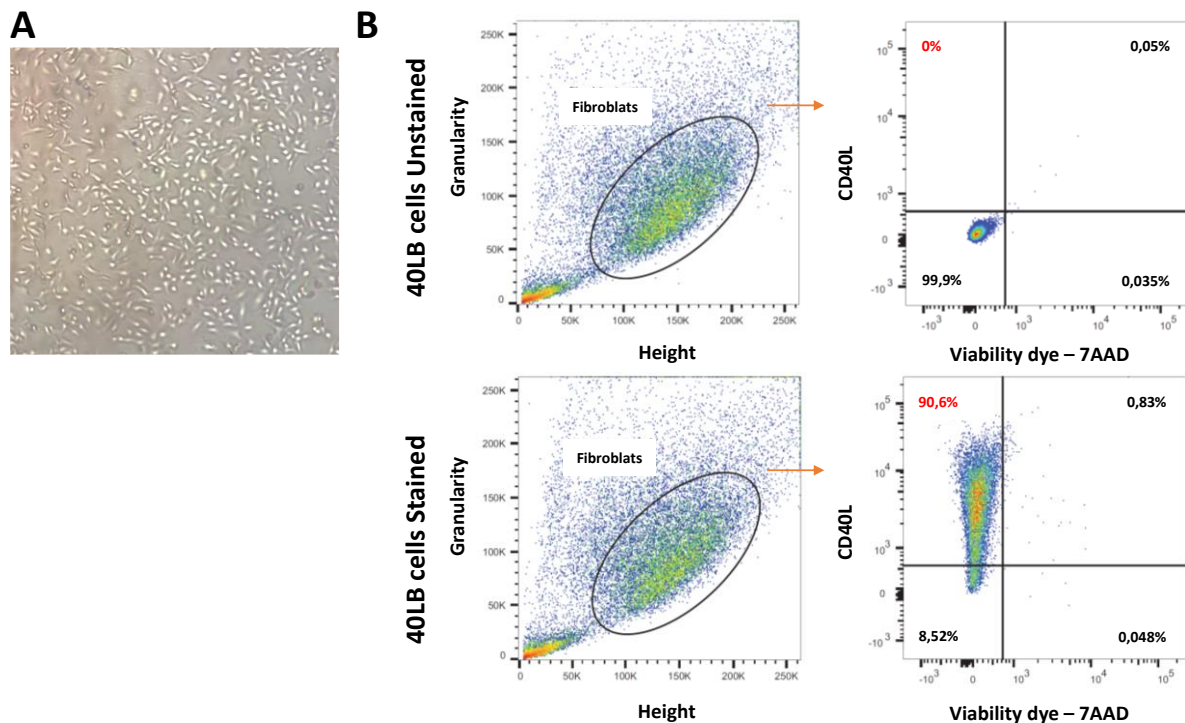 A
B
40LB cells Unstained
Granularity
250K
200K
150K
100K
50K
0
Fibroblats
0
50K
100K
150K
200K
250K
Height
CD40L
10^5
10^4
10^3
0
-10^3
0%
0,05%
99,9%
0,035%
-10^3
0
10^3
10^4
10^5
Viability dye – 7AAD
40LB cells Stained
Granularity
250K
200K
150K
100K
50K
0
Fibroblats
0
50K
100K
150K
200K
250K
Height
CD40L
10^5
10^4
10^3
0
-10^3
90,6%
0,83%
8,52%
0,048%
-10^3
0
10^3
10^4
10^5
Viability dye – 7AAD